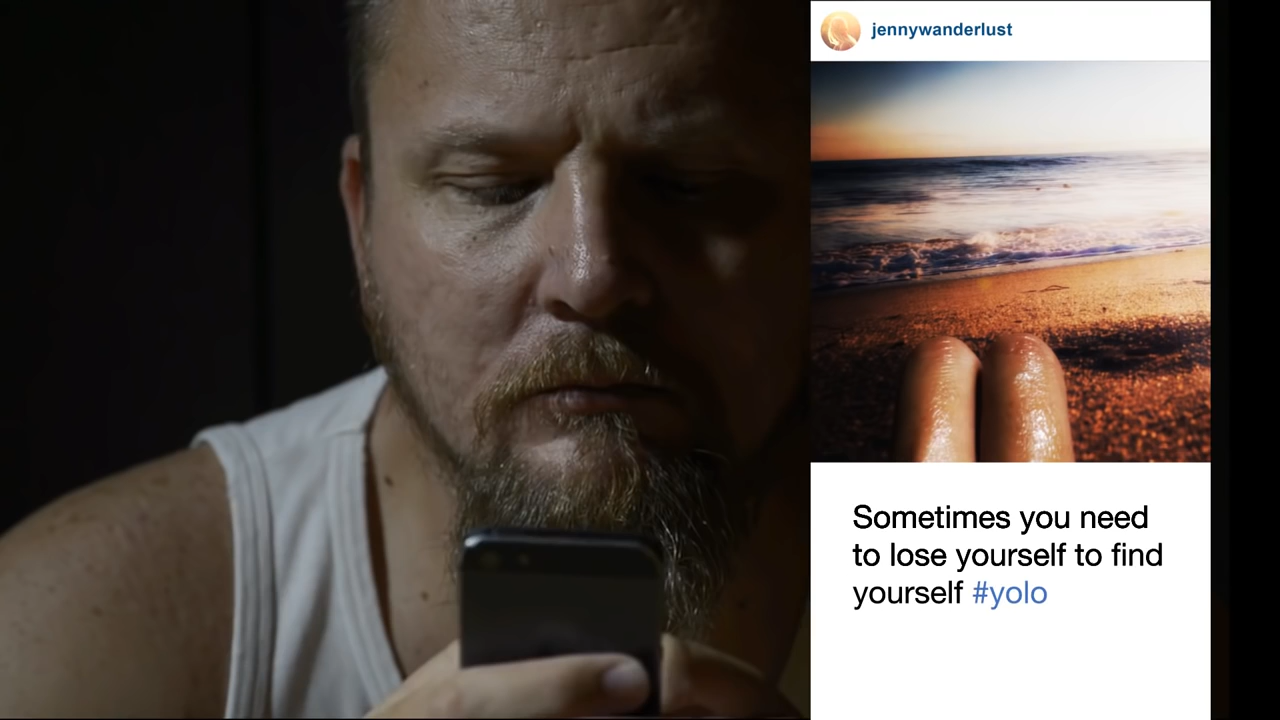 jennywanderlust
Sometimes you need
to lose yourself to find
yourself #yolo